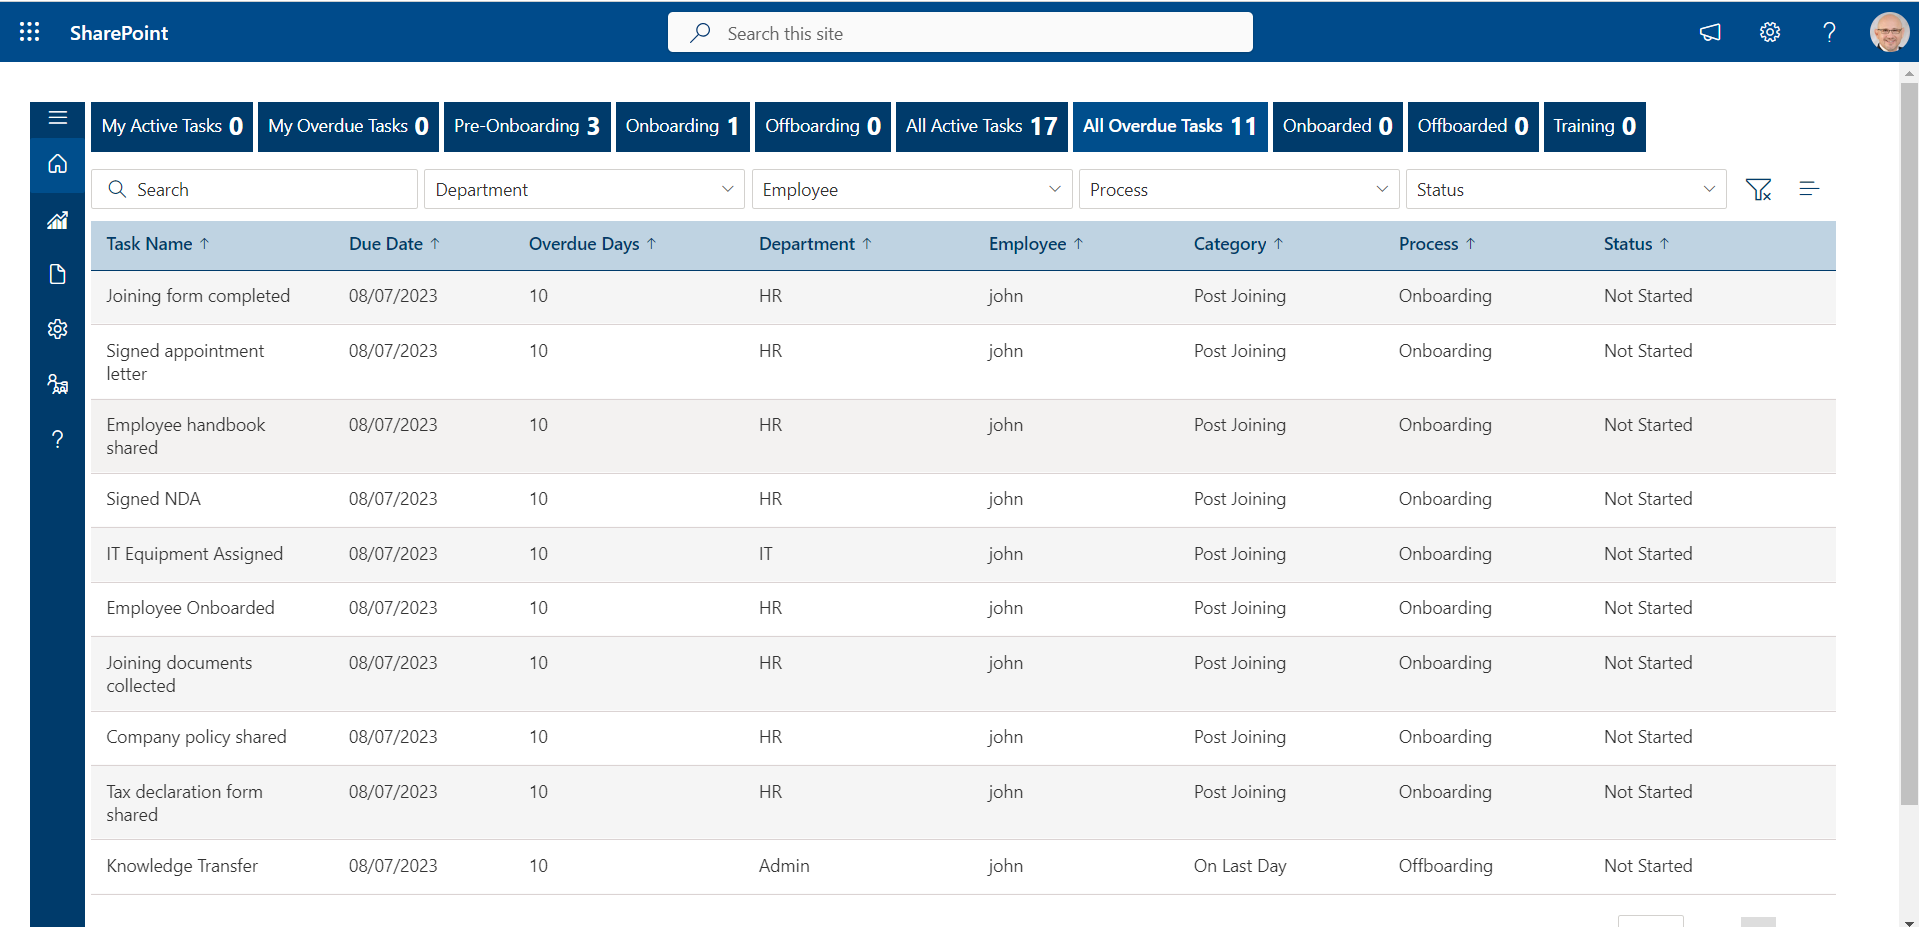 SharePoint
Search this site
?
My Active Tasks 0 My Overdue Tasks 0 Pre-Onboarding 3 Onboarding 1 Offboarding 0 All Active Tasks 17 All Overdue Tasks 11 Onboarded 0 Offboarded 0 Training 0
Search Department Employee Process Status
Task Name ↑ Due Date ↑ Overdue Days ↑ Department ↑ Employee ↑ Category ↑ Process ↑ Status ↑
Joining form completed 08/07/2023 10 HR john Post Joining Onboarding Not Started
Signed appointment 08/07/2023 10 HR john Post Joining Onboarding Not Started
letter
Employee handbook 08/07/2023 10 HR john Post Joining Onboarding Not Started
shared
Signed NDA 08/07/2023 10 HR john Post Joining Onboarding Not Started
IT Equipment Assigned 08/07/2023 10 IT john Post Joining Onboarding Not Started
Employee Onboarded 08/07/2023 10 HR john Post Joining Onboarding Not Started
Joining documents 08/07/2023 10 HR john Post Joining Onboarding Not Started
collected
Company policy shared 08/07/2023 10 HR john Post Joining Onboarding Not Started
Tax declaration form 08/07/2023 10 HR john Post Joining Onboarding Not Started
shared
Knowledge Transfer 08/07/2023 10 Admin john On Last Day Offboarding Not Started
?